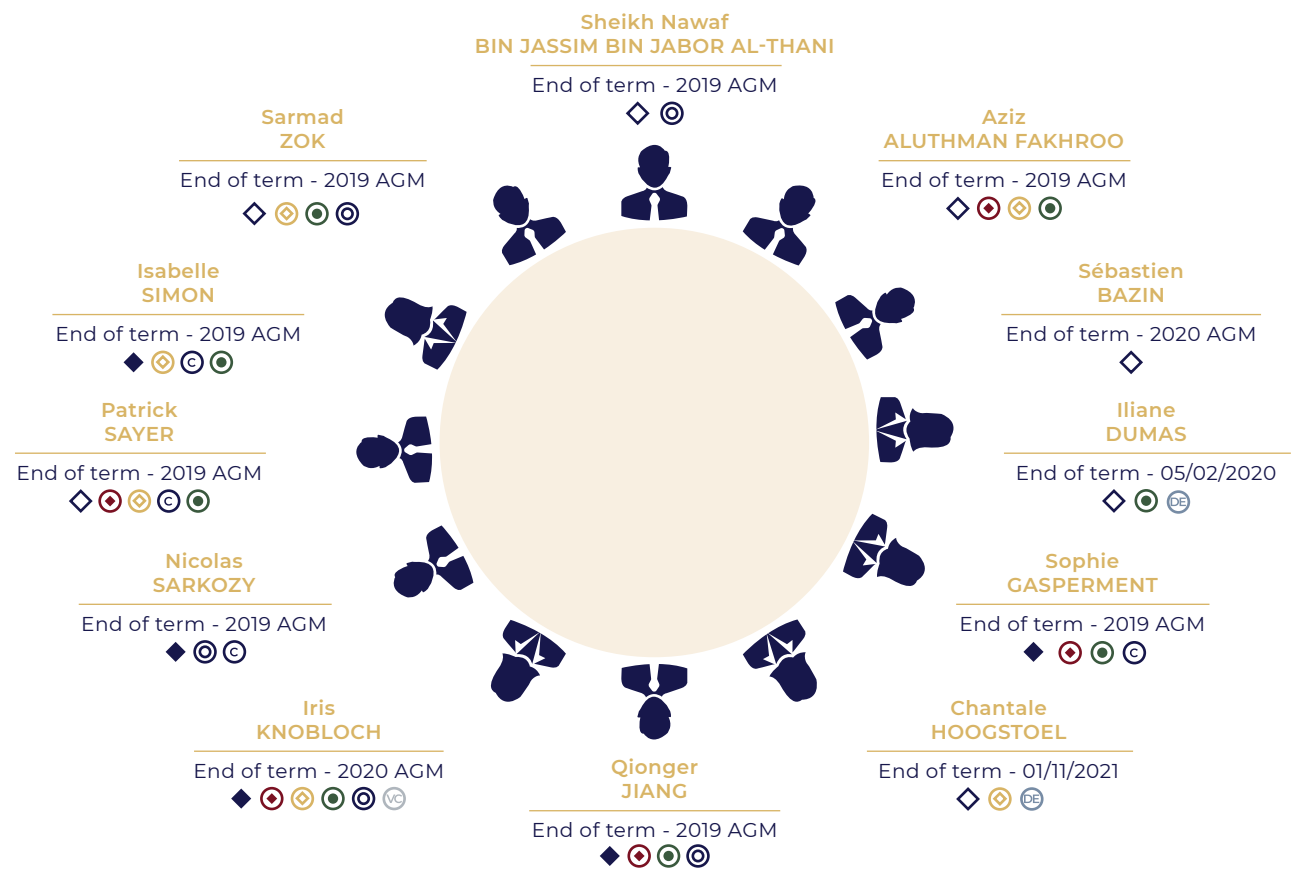 Sheikh Nawaf
BIN JASSIM BIN JABOR AL-THANI
End of term - 2019 AGM
Sarmad
ZOK
End of term - 2019 AGM
Aziz
ALUTHMAN FAKHROO
End of term - 2019 AGM
Isabelle
SIMON
End of term - 2019 AGM
C
Sébastien
BAZIN
End of term - 2020 AGM
Patrick
SAYER
End of term - 2019 AGM
C
Iliane
DUMAS
End of term - 05/02/2020
DE
Nicolas
SARKOZY
End of term - 2019 AGM
C
Sophie
GASPERMENT
End of term - 2019 AGM
C
Iris
KNOBLOCH
End of term - 2020 AGM
VC
Chantale
HOOGSTOEL
End of term - 01/11/2021
DE
Qionger
JIANG
End of term - 2019 AGM